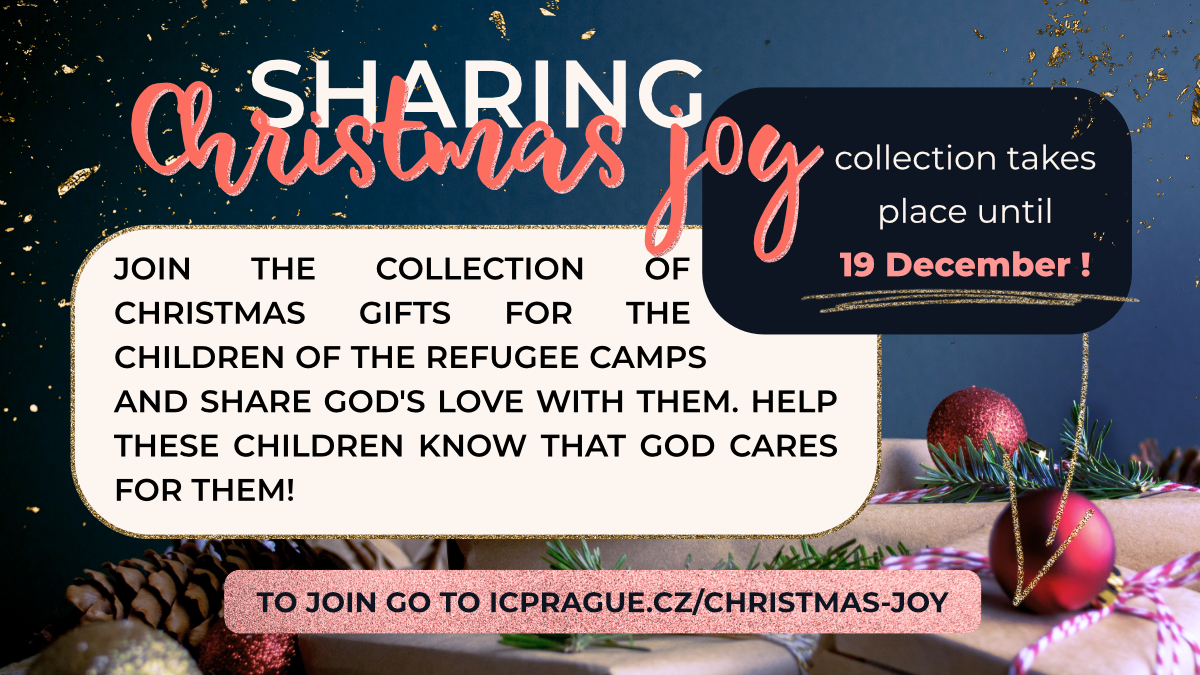 SHARING
Christmas joy
collection takes
place until
19 December !
JOIN THE COLLECTION OF
CHRISTMAS GIFTS FOR THE
CHILDREN OF THE REFUGEE CAMPS
AND SHARE GOD'S LOVE WITH THEM. HELP
THESE CHILDREN KNOW THAT GOD CARES
FOR THEM!
TO JOIN GO TO ICPRAGUE.CZ/CHRISTMAS-JOY